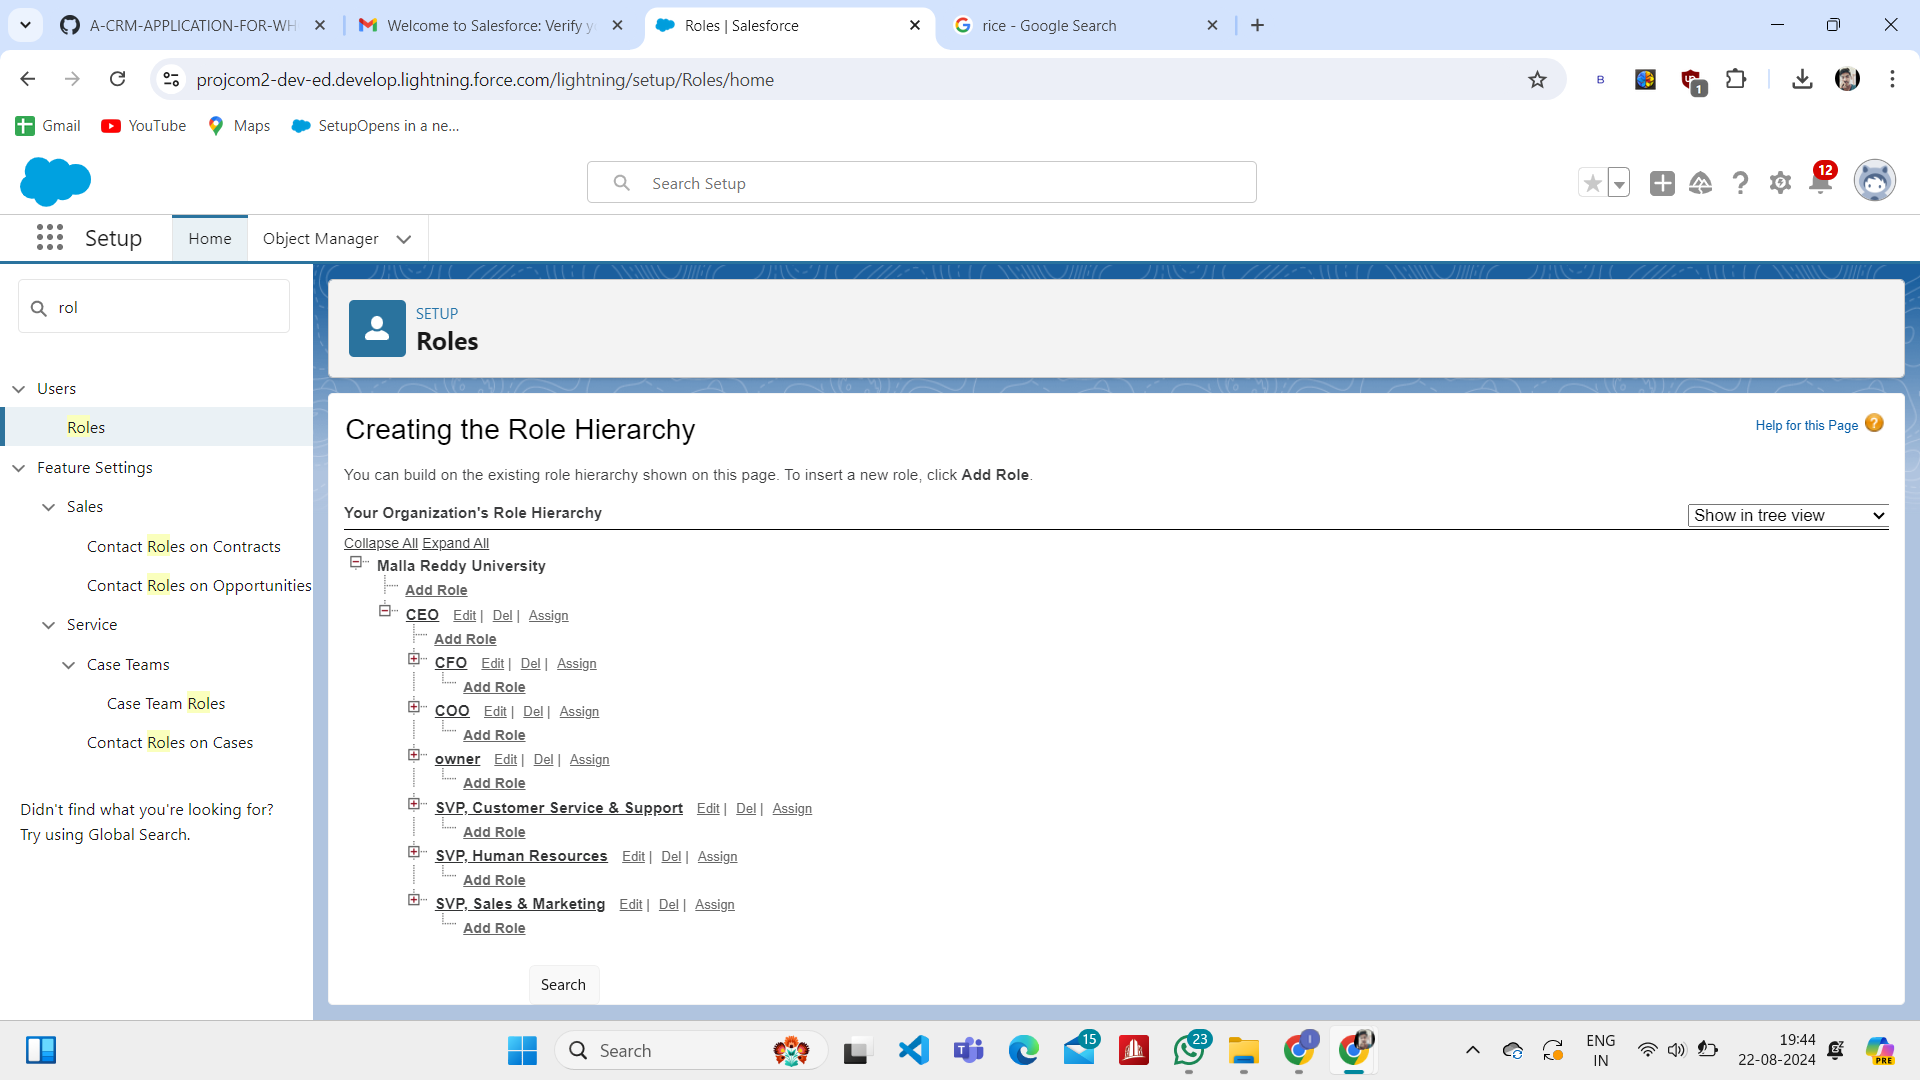 A-CRM-APPLICATION-FOR-WH
Welcome to Salesforce: Verify y
Roles | Salesforce
rice - Google Search
projcom2-dev-ed.develop.lightning.force.com/lightning/setup/Roles/home
B
1
Gmail
YouTube
Maps
SetupOpens in a ne...
Search Setup
12
Setup
Home
Object Manager
rol
Users
Roles
Feature Settings
Sales
Contact Roles on Contracts
Contact Roles on Opportunities
Service
Case Teams
Case Team Roles
Contact Roles on Cases
Didn't find what you're looking for?
Try using Global Search.
SETUP
Roles
Creating the Role Hierarchy
Help for this Page ?
You can build on the existing role hierarchy shown on this page. To insert a new role, click Add Role.
Your Organization's Role Hierarchy
Show in tree view
Collapse All Expand All
Malla Reddy University
Add Role
CEO Edit | Del | Assign
Add Role
CFO Edit | Del | Assign
Add Role
COO Edit | Del | Assign
Add Role
owner Edit | Del | Assign
Add Role
SVP, Customer Service & Support Edit | Del | Assign
Add Role
SVP, Human Resources Edit | Del | Assign
Add Role
SVP, Sales & Marketing Edit | Del | Assign
Add Role
Search
Search
15
23
ENG
IN
19:44
22-08-2024
PRE